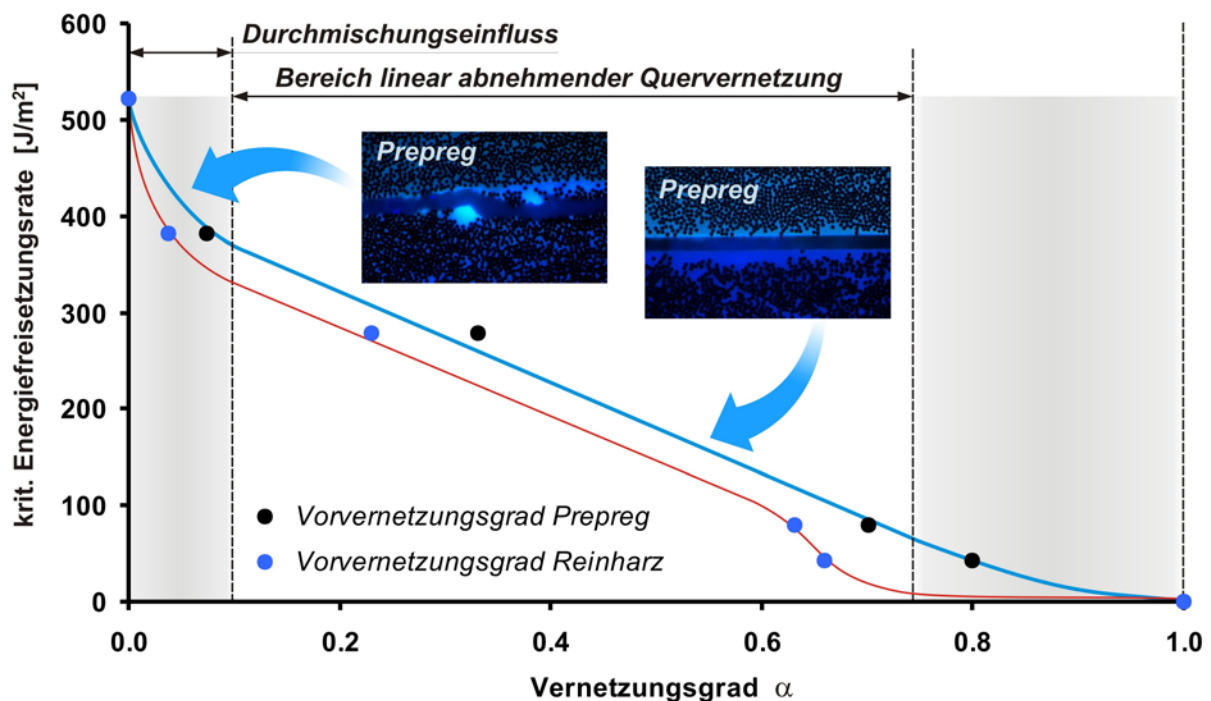 Durchmischungseinfluss
Bereich linear abnehmender Quervernetzung
krit. Energiefreisetzungsrate [J/m²]
600
500
400
300
200
100
0
Prepreg
Prepreg
Vorvernetzungsgrad Prepreg
Vorvernetzungsgrad Reinharz
0.0 0.2 0.4 0.6 0.8 1.0
Vernetzungsgrad α